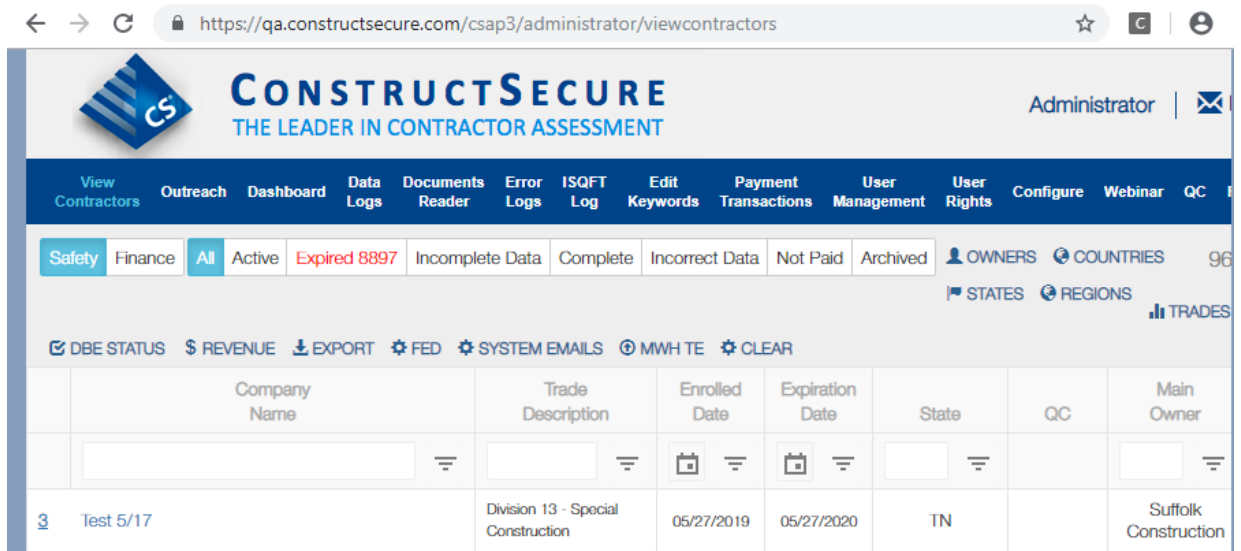 https://qa.constructsecure.com/csap3/administrator/viewcontractors
C
CS
CONSTRUCTSECURE
THE LEADER IN CONTRACTOR ASSESSMENT
Administrator
View Contractors Outreach Dashboard Data Logs Documents Reader Error Logs ISQFT Log Edit Keywords Payment Transactions User Management User Rights Configure Webinar QC
Safety Finance All Active Expired 8897 Incomplete Data Complete Incorrect Data Not Paid Archived OWNERS COUNTRIES 96
STATES REGIONS
TRADES
DBE STATUS $ REVENUE EXPORT FED SYSTEM EMAILS MWH TE CLEAR
Company Name Trade Description Enrolled Date Expiration Date State QC Main Owner
3 Test 5/17 Division 13 - Special Construction 05/27/2019 05/27/2020 TN Suffolk Construction